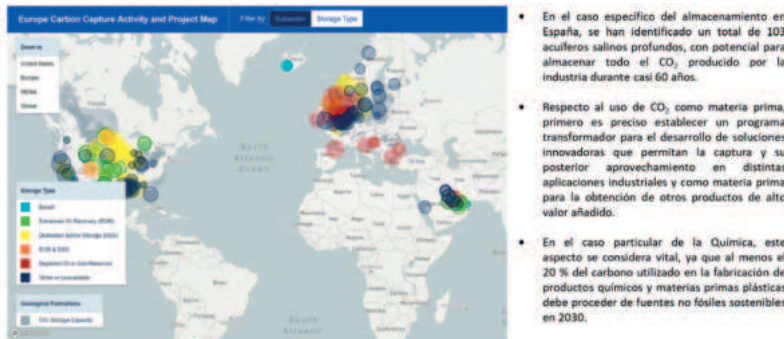 Europe Carbon Capture Activity and Project Map
Filter by
Subsector
Storage Type
Zoom to
United States
Europe
Global
Canada
North
Atlantic
Ocean
South
Atlantic
Brazil
Storage Type
Basalt
Enhanced Oil Recovery (EOR)
Dedicated Saline Storage (DSS)
EOR & DSS
Depleted Oil or Gas Reservoirs
Other or Unavailable
Geological Formations
CO₂ Storage Capacity
• En el caso específico del almacenamiento en
España, se han identificado un total de 103
acuíferos salinos profundos, con potencial para
almacenar todo el CO₂ producido por la
industria durante casi 60 años.
• Respecto al uso de CO₂ como materia prima,
primero es preciso establecer un programa
transformador para el desarrollo de soluciones
innovadoras que permitan la captura y su
posterior aprovechamiento en distintas
aplicaciones industriales y como materia prima
para la obtención de otros productos de alto
valor añadido.
• En el caso particular de la Química, este
aspecto se considera vital, ya que al menos el
20 % del carbono utilizado en la fabricación de
productos químicos y materias primas plásticas
debe proceder de fuentes no fósiles sostenibles
en 2030.